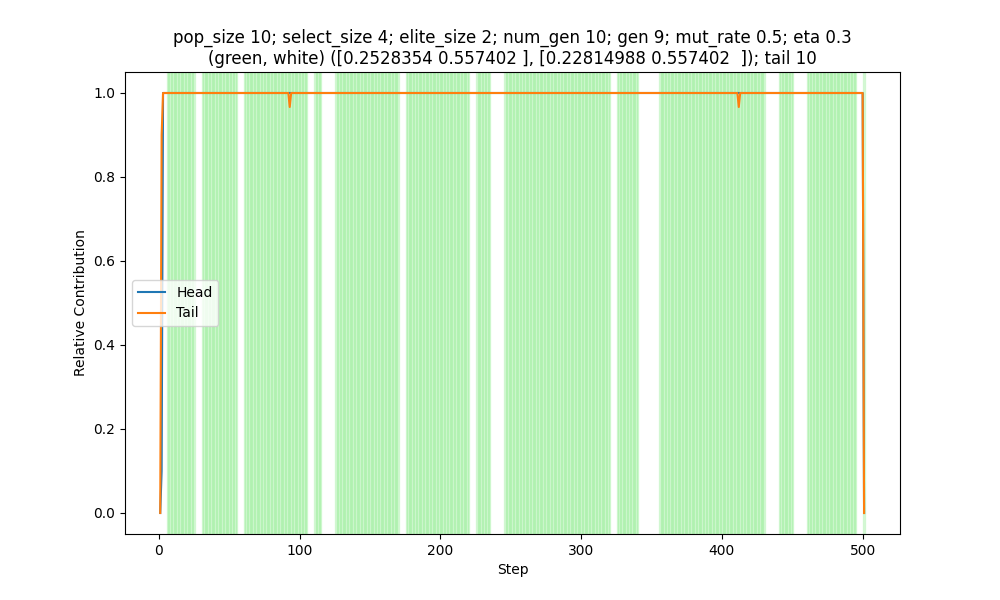 pop_size 10; select_size 4; elite_size 2; num_gen 10; gen 9; mut_rate 0.5; eta 0.3
(green, white) ([0.2528354 0.557402 ], [0.22814988 0.557402  ]); tail 10
1.0
0.8
0.6
0.4
0.2
0.0
Relative Contribution
Head
Tail
0 100 200 300 400 500
Step